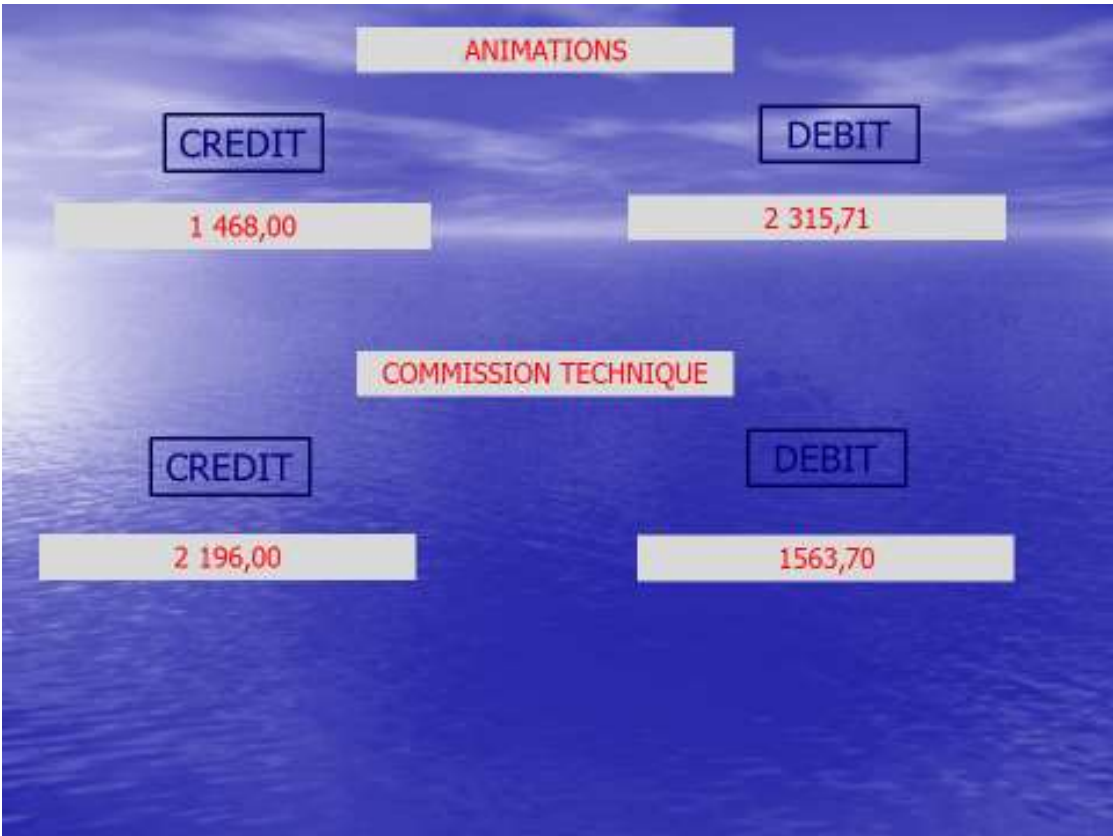 ANIMATIONS
CREDIT
DEBIT
1 468,00
2 315,71
COMMISSION TECHNIQUE
CREDIT
DEBIT
2 196,00
1563,70